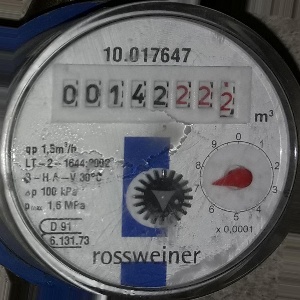 10.017647
00142222
m³
qp 1,5m³/h
LT-2-1644:2002
B-H A-V 30°C
Δp 100 kPa
pmax 1,6 MPa
D 91
6.131.73
0
9 1
8 2
7 3
6 4
5
x 0,0001
rossweiner